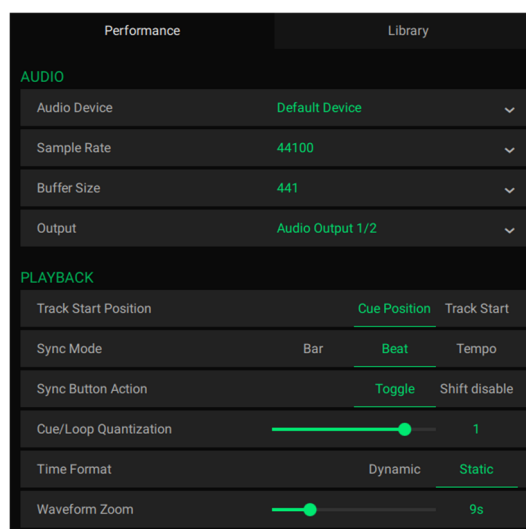 Performance Library
AUDIO
Audio Device Default Device
Sample Rate 44100
Buffer Size 441
Output Audio Output 1/2
PLAYBACK
Track Start Position Cue Position Track Start
Sync Mode Bar Beat Tempo
Sync Button Action Toggle Shift disable
Cue/Loop Quantization 1
Time Format Dynamic Static
Waveform Zoom 9s